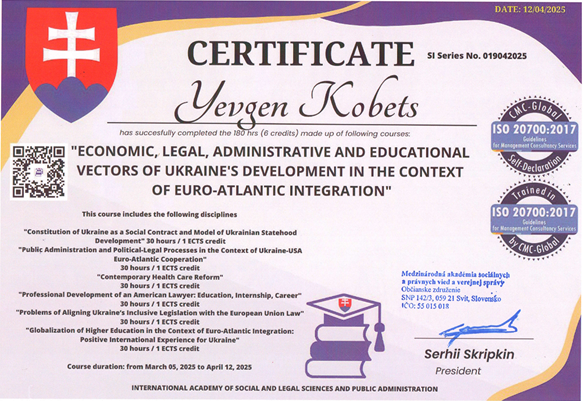 DATE: 12/04/2025
CERTIFICATE
SI Series No. 019042025
Yevgen Kobets
has succesfully completed the 180 hrs (6 credits) made up of following courses:
"ECONOMIC, LEGAL, ADMINISTRATIVE AND EDUCATIONAL
VECTORS OF UKRAINE'S DEVELOPMENT IN THE CONTEXT
OF EURO-ATLANTIC INTEGRATION"
CMC-Global
ISO 20700:2017
Guidelines
for Management Consultancy Services
Self-Declaration
Trained in
ISO 20700:2017
Guidelines
for Management Consultancy Services
by CMC-Global
This course includes the following disciplines
"Constitution of Ukraine as a Social Contract and Model of Ukrainian Statehood
Development" 30 hours / 1 ECTS credit
"Public Administration and Political-Legal Processes in the Context of Ukraine-USA
Euro-Atlantic Cooperation"
30 hours / 1 ECTS credit
"Contemporary Health Care Reform"
30 hours / 1 ECTS credit
"Professional Development of an American Lawyer: Education, Internship, Career"
30 hours / 1 ECTS credit
"Problems of Aligning Ukraine's Inclusive Legislation with the European Union Law"
30 hours / 1 ECTS credit
"Globalization of Higher Education in the Context of Euro-Atlantic Integration:
Positive International Experience for Ukraine"
30 hours / 1 ECTS credit
Course duration: from March 05, 2025 to April 12, 2025
Medzinárodná akadémia sociálnych
a právnych vied a verejnej správy
Občianske združenie
SNP 142/3, 059 21 Svit, Slovensko
IČO: 55 015 018
Serhii Skripkin
President
INTERNATIONAL ACADEMY OF SOCIAL AND LEGAL SCIENCES AND PUBLIC ADMINISTRATION